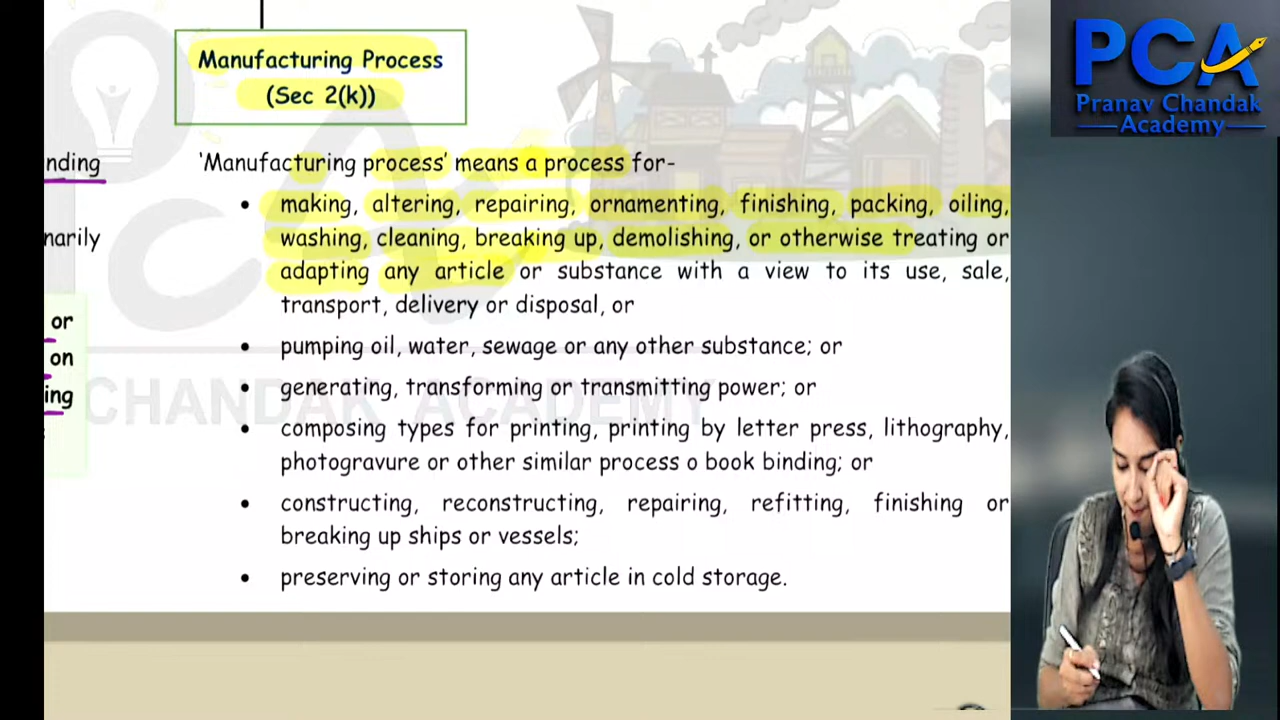 Manufacturing Process
(Sec 2(k))
nding
narily
or
on
ing
'Manufacturing process' means a process for-
• making, altering, repairing, ornamenting, finishing, packing, oiling,
washing, cleaning, breaking up, demolishing, or otherwise treating or
adapting any article or substance with a view to its use, sale,
transport, delivery or disposal, or
• pumping oil, water, sewage or any other substance; or
• generating, transforming or transmitting power; or
• composing types for printing, printing by letter press, lithography,
photogravure or other similar process o book binding; or
• constructing, reconstructing, repairing, refitting, finishing or
breaking up ships or vessels;
• preserving or storing any article in cold storage.
CHANDAK ACADEMY
PCA
Pranav Chandak
Academy